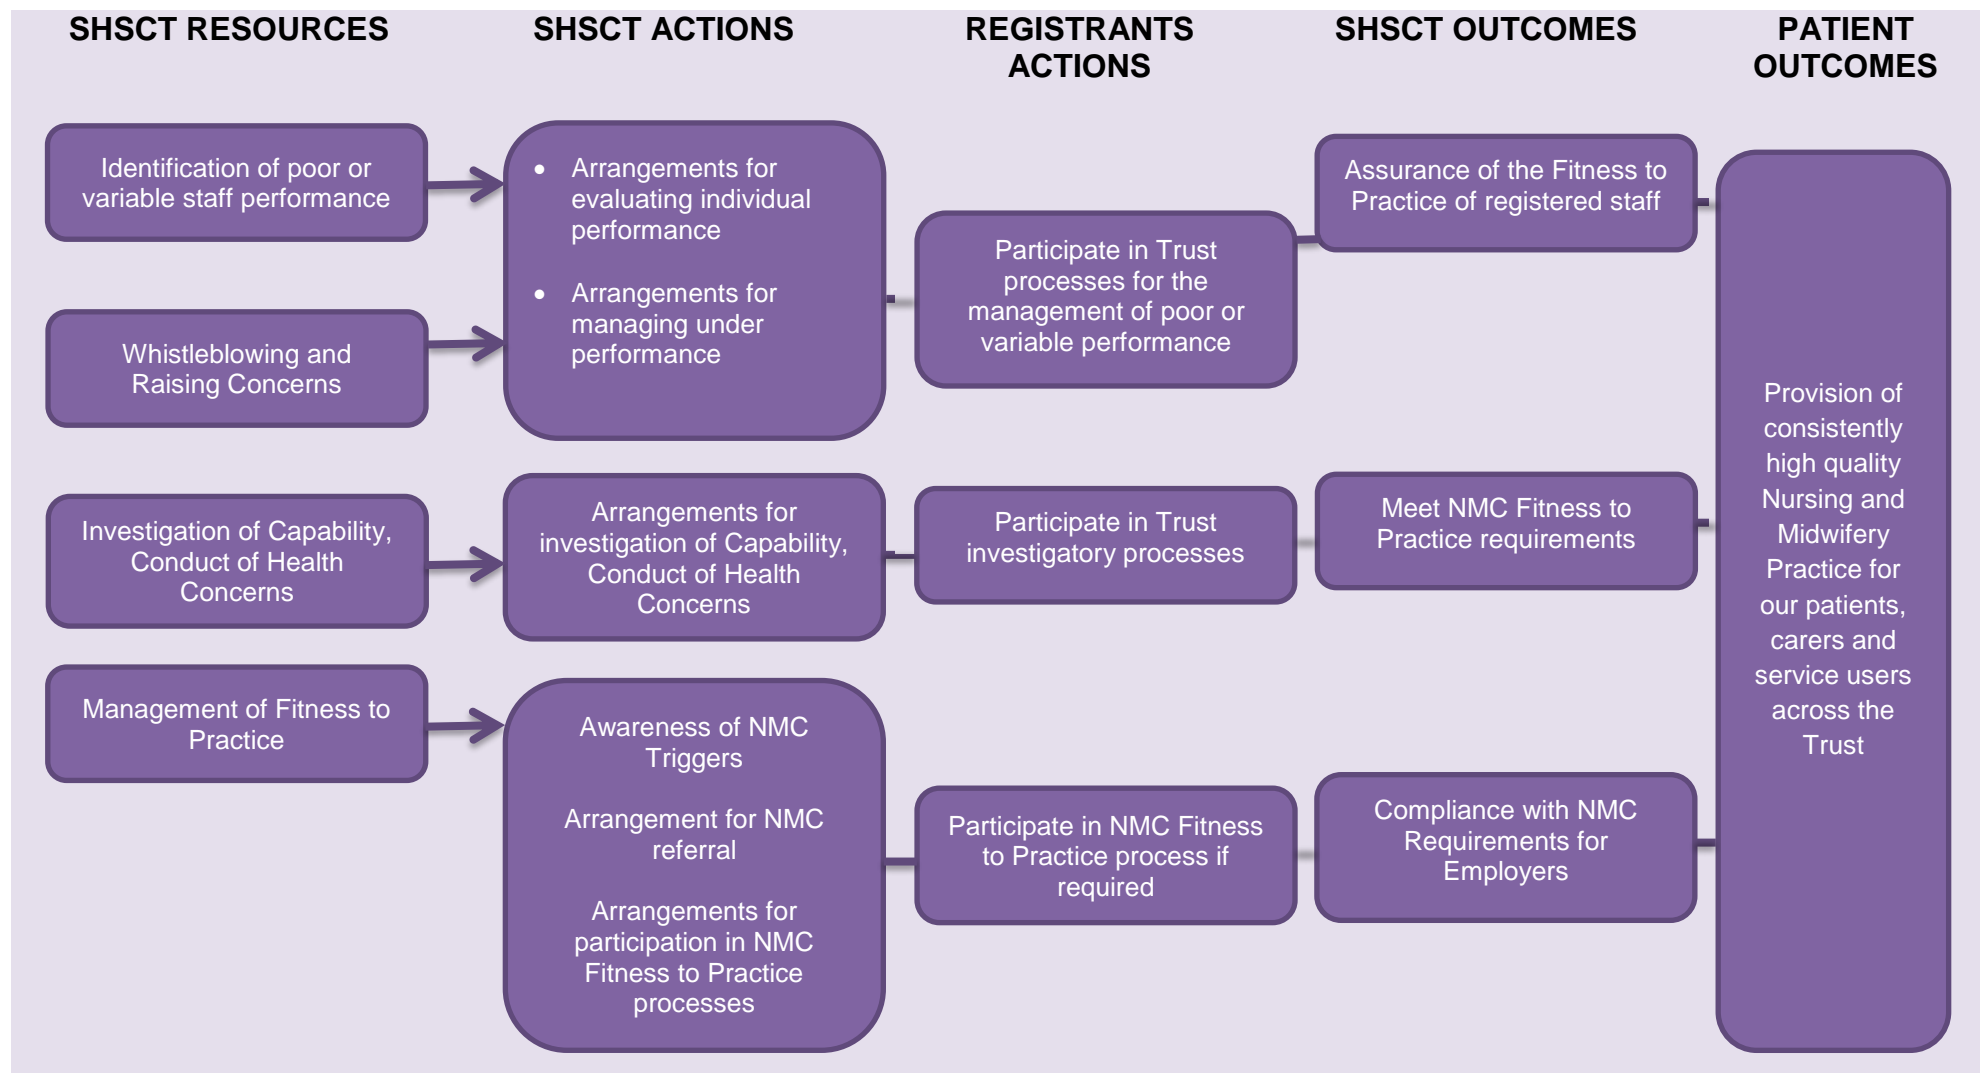 SHSCT RESOURCES
SHSCT ACTIONS
REGISTRANTS
ACTIONS
SHSCT OUTCOMES
PATIENT
OUTCOMES
Identification of poor or
variable staff performance
Whistleblowing and
Raising Concerns
Investigation of Capability,
Conduct of Health
Concerns
Management of Fitness to
Practice
• Arrangements for
evaluating individual
performance
• Arrangements for
managing under
performance
Arrangements for
investigation of Capability,
Conduct of Health
Concerns
Awareness of NMC
Triggers
Arrangement for NMC
referral
Arrangements for
participation in NMC
Fitness to Practice
processes
Participate in Trust
processes for the
management of poor or
variable performance
Participate in Trust
investigatory processes
Participate in NMC Fitness
to Practice process if
required
Assurance of the Fitness to
Practice of registered staff
Meet NMC Fitness to
Practice requirements
Compliance with NMC
Requirements for
Employers
Provision of
consistently
high quality
Nursing and
Midwifery
Practice for
our patients,
carers and
service users
across the
Trust